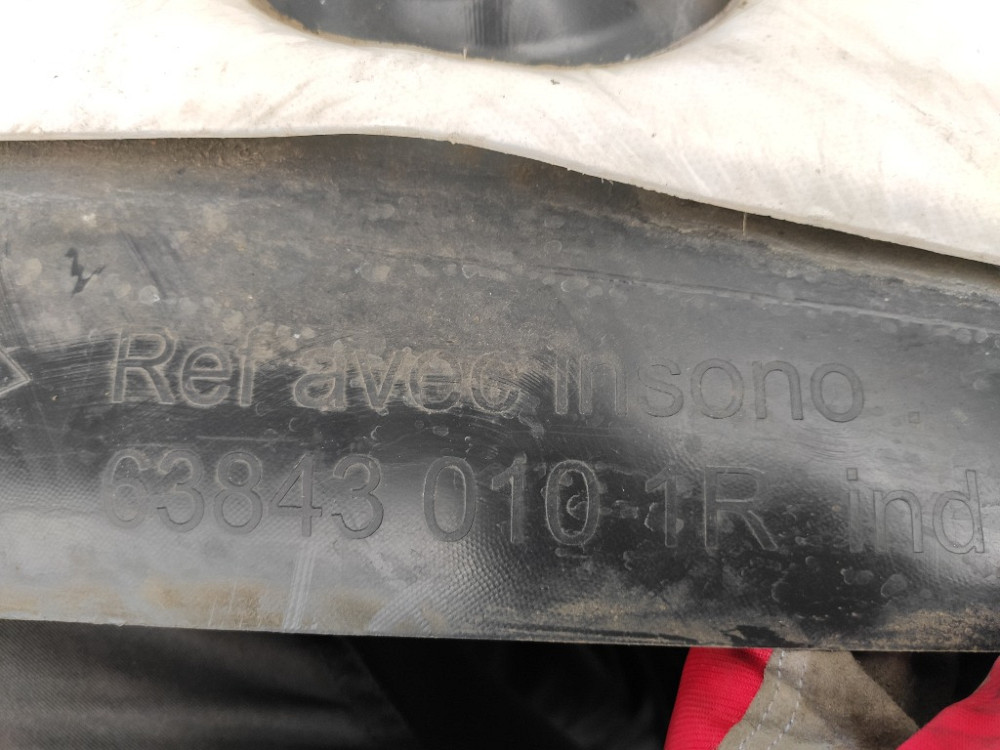 Ref avec insono .
63843 010 1R ind